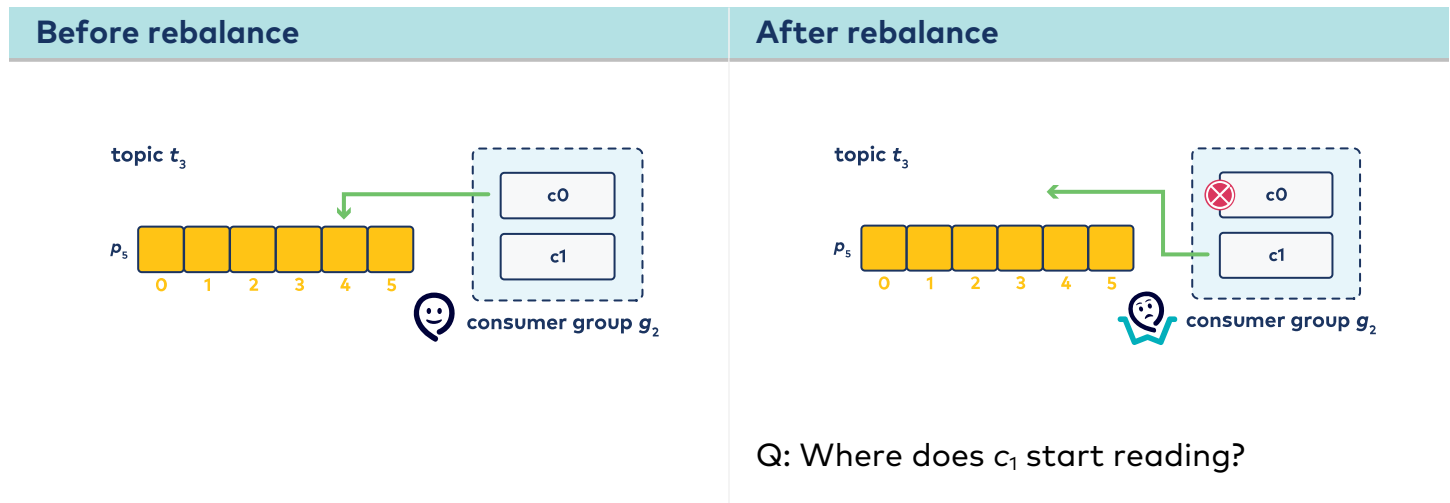 Before rebalance
After rebalance
topic t₃
c0
p₅
c1
0 1 2 3 4 5
consumer group g₂
topic t₃
c0
p₅
c1
0 1 2 3 4 5
consumer group g₂
Q: Where does c₁ start reading?